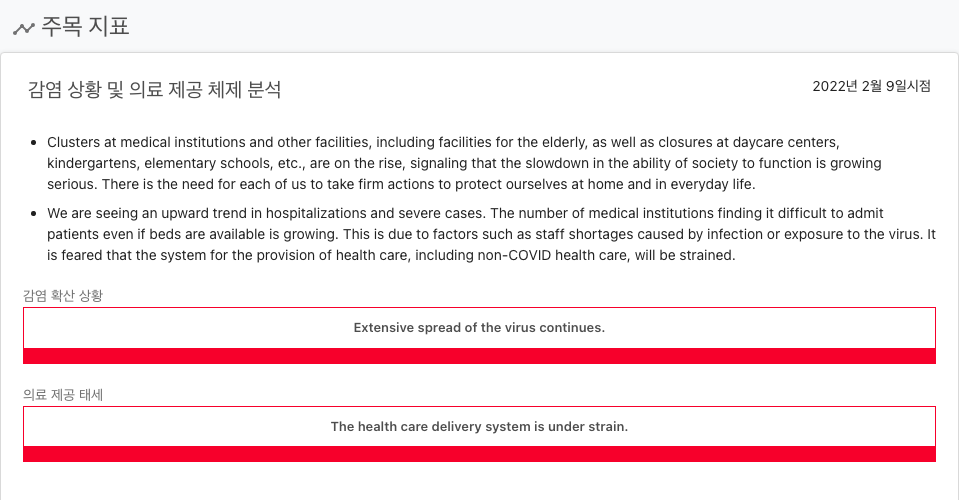 주목 지표
감염 상황 및 의료 제공 체제 분석
2022년 2월 9일시점
Clusters at medical institutions and other facilities, including facilities for the elderly, as well as closures at daycare centers,
kindergartens, elementary schools, etc., are on the rise, signaling that the slowdown in the ability of society to function is growing
serious. There is the need for each of us to take firm actions to protect ourselves at home and in everyday life.
We are seeing an upward trend in hospitalizations and severe cases. The number of medical institutions finding it difficult to admit
patients even if beds are available is growing. This is due to factors such as staff shortages caused by infection or exposure to the virus. It
is feared that the system for the provision of health care, including non-COVID health care, will be strained.
감염 확산 상황
Extensive spread of the virus continues.
의료 제공 태세
The health care delivery system is under strain.